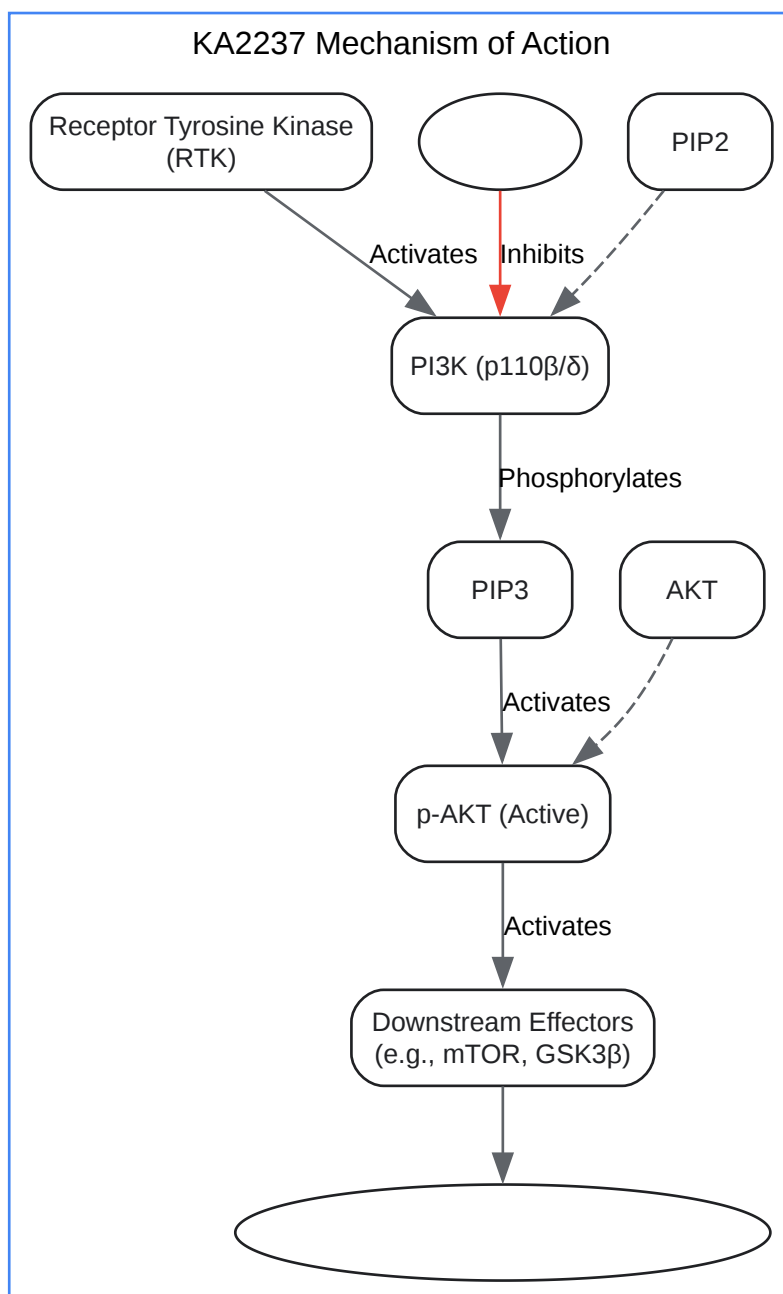 KA2237 Mechanism of Action
Receptor Tyrosine Kinase
(RTK)
PIP2
Activates
Inhibits
PI3K (p110β/δ)
Phosphorylates
PIP3
AKT
Activates
p-AKT (Active)
Activates
Downstream Effectors
(e.g., mTOR, GSK3β)